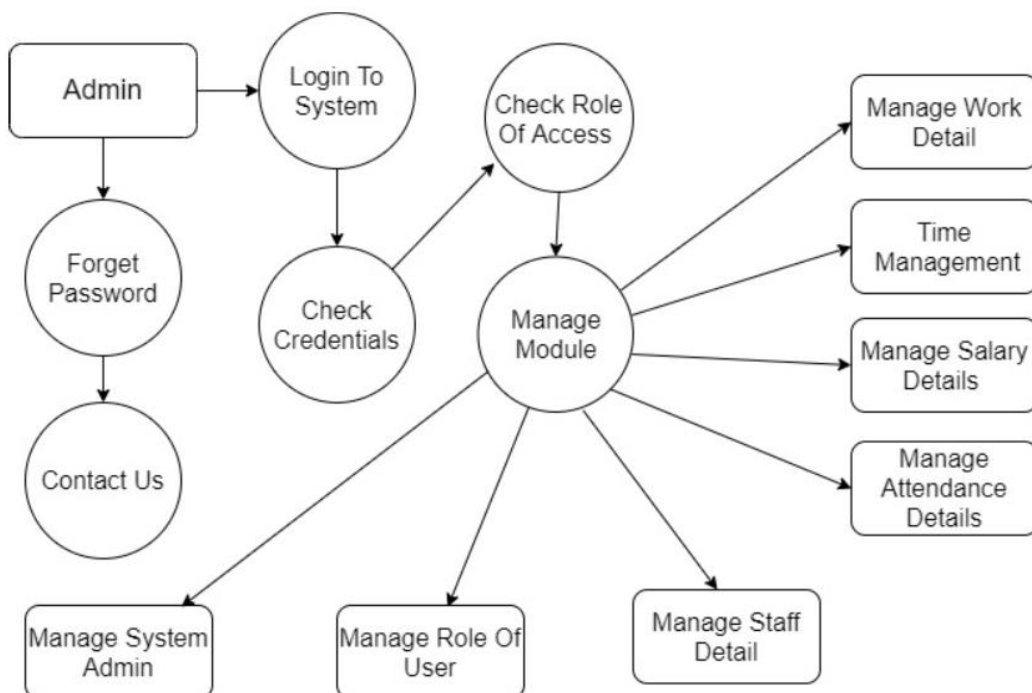 Admin
Login To
System
Check Role
Of Access
Manage Work
Detail
Forget
Password
Check
Credentials
Manage
Module
Time
Management
Manage Salary
Details
Contact Us
Manage
Attendance
Details
Manage System
Admin
Manage Role Of
User
Manage Staff
Detail